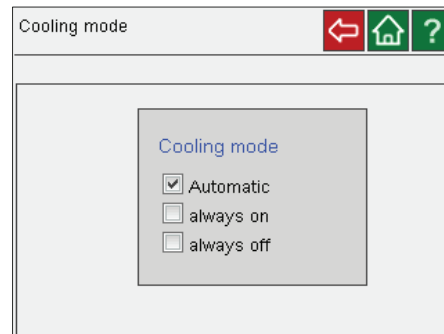 Cooling mode
?
Cooling mode
Automatic
always on
always off